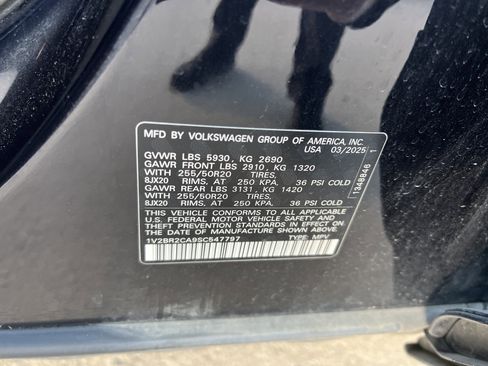 MFD BY VOLKSWAGEN GROUP OF AMERICA, INC.
USA 03/2025 1
GVWR LBS 5930, KG 2690
GAWR FRONT LBS 2910, KG 1320
WITH 255/50R20 TIRES,
8JX20 RIMS, AT 250 KPA, 36 PSI COLD
GAWR REAR LBS 3131, KG 1420
WITH 255/50R20 TIRES,
8JX20 RIMS, AT 250 KPA, 36 PSI COLD
THIS VEHICLE CONFORMS TO ALL APPLICABLE
U.S. FEDERAL MOTOR VEHICLE SAFETY AND
THEFT PREVENTION STANDARDS IN EFFECT ON
THE DATE OF MANUFACTURE SHOWN ABOVE.
1V2BR2CA9SC547797 TYPE: MPV
1348846